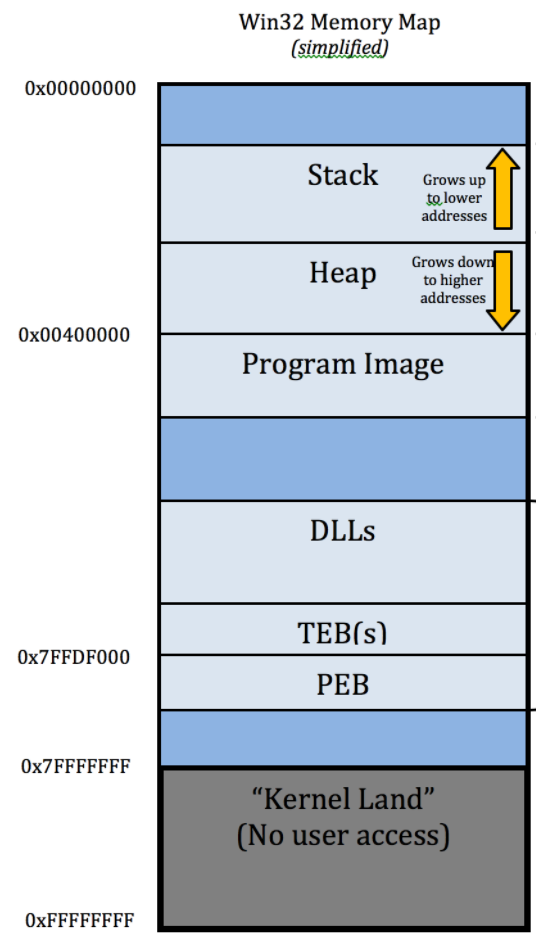 Win32 Memory Map
(simplified)
0x00000000
Stack
Grows up
to lower
addresses
Heap
Grows down
to higher
addresses
0x00400000
Program Image
DLLs
TEB(s)
0x7FFDF000
PEB
0x7FFFFFFF
“Kernel Land”
(No user access)
0xFFFFFFFF